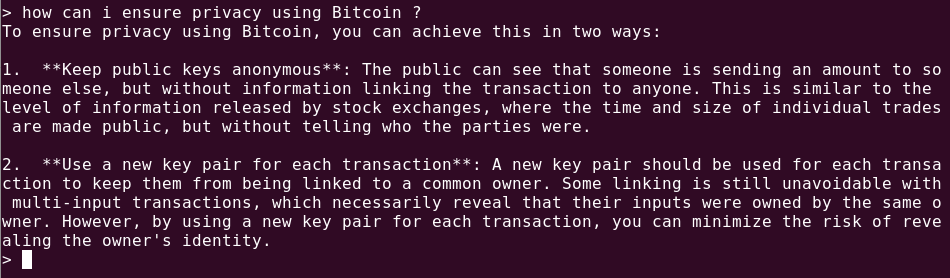 > how can i ensure privacy using Bitcoin ?
To ensure privacy using Bitcoin, you can achieve this in two ways:
1.  **Keep public keys anonymous**: The public can see that someone is sending an amount to so
meone else, but without information linking the transaction to anyone. This is similar to the
level of information released by stock exchanges, where the time and size of individual trades
 are made public, but without telling who the parties were.
2.  **Use a new key pair for each transaction**: A new key pair should be used for each transa
ction to keep them from being linked to a common owner. Some linking is still unavoidable with
 multi-input transactions, which necessarily reveal that their inputs were owned by the same o
wner. However, by using a new key pair for each transaction, you can minimize the risk of reve
aling the owner's identity.
>